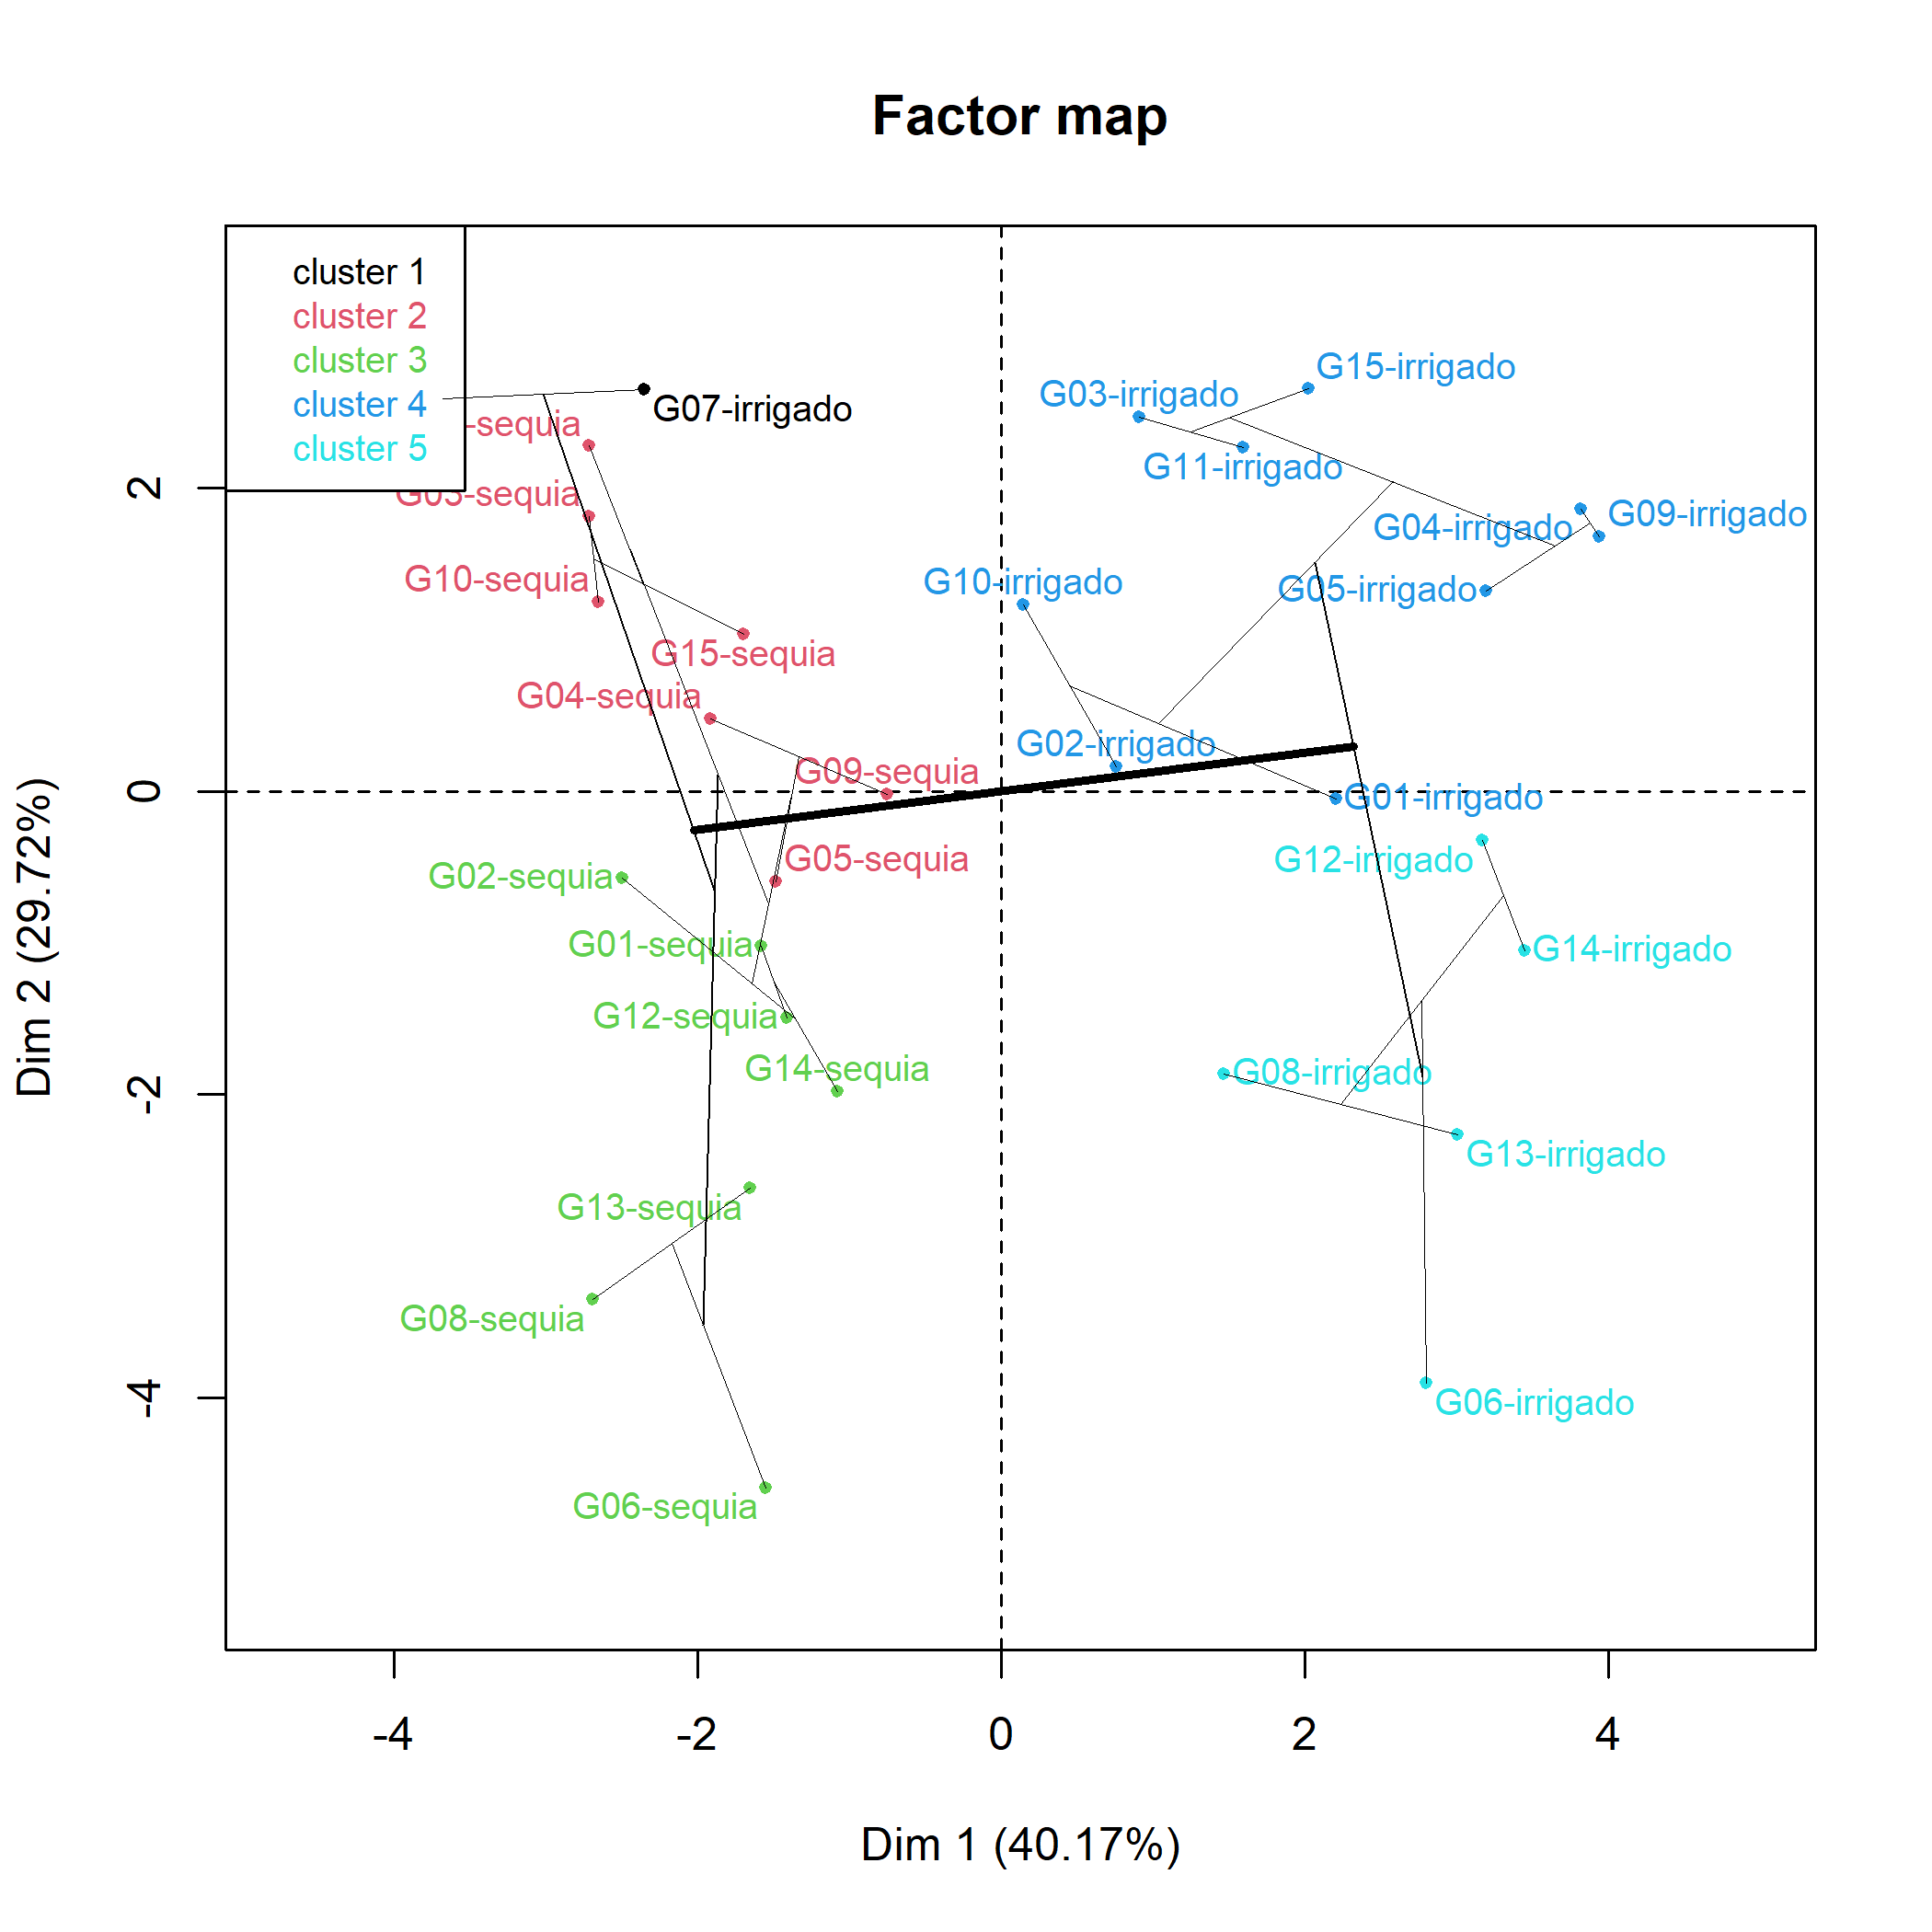 Factor map
cluster 1
cluster 2
cluster 3
cluster 4
cluster 5
G07-irrigado
G15-irrigado
G03-irrigado
-sequia
G11-irrigado
G03-sequia
G09-irrigado
G04-irrigado
G10-sequia
G10-irrigado
G05-irrigado
G15-sequia
G04-sequia
G02-irrigado
G09-sequia
G01-irrigado
G05-sequia
G12-irrigado
G02-sequia
G01-sequia
G14-irrigado
G12-sequia
G14-sequia
G08-irrigado
G13-irrigado
G13-sequia
G08-sequia
G06-irrigado
G06-sequia
2
0
-2
-4
Dim 2 (29.72%)
-4
-2
0
2
4
Dim 1 (40.17%)